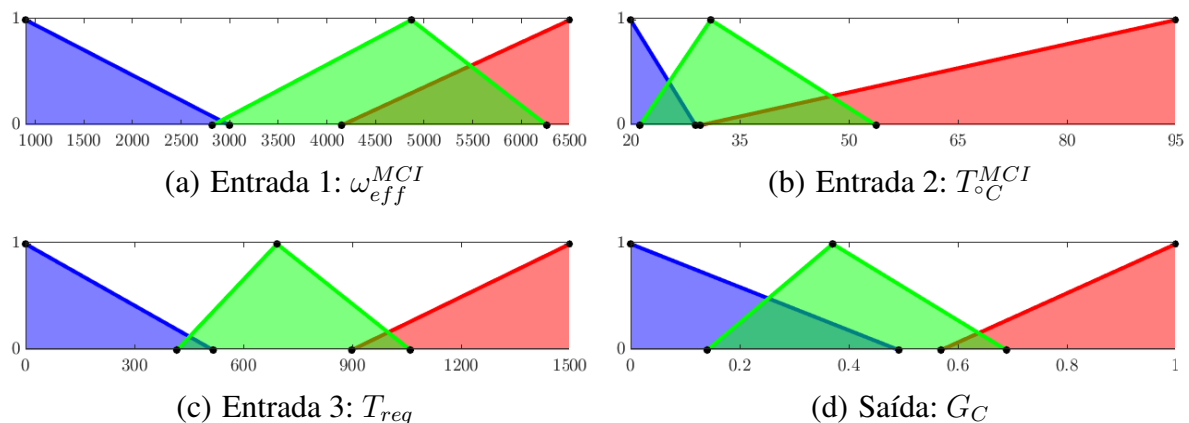 1
0
1000 1500 2000 2500 3000 3500 4000 4500 5000 5500 6000 6500
(a) Entrada 1: ω_{eff}^{MCI}
1
0
20 35 50 65 80 95
(b) Entrada 2: T_{°C}^{MCI}
1
0
0 300 600 900 1200 1500
(c) Entrada 3: T_{req}
1
0
0 0.2 0.4 0.6 0.8 1
(d) Saída: G_C